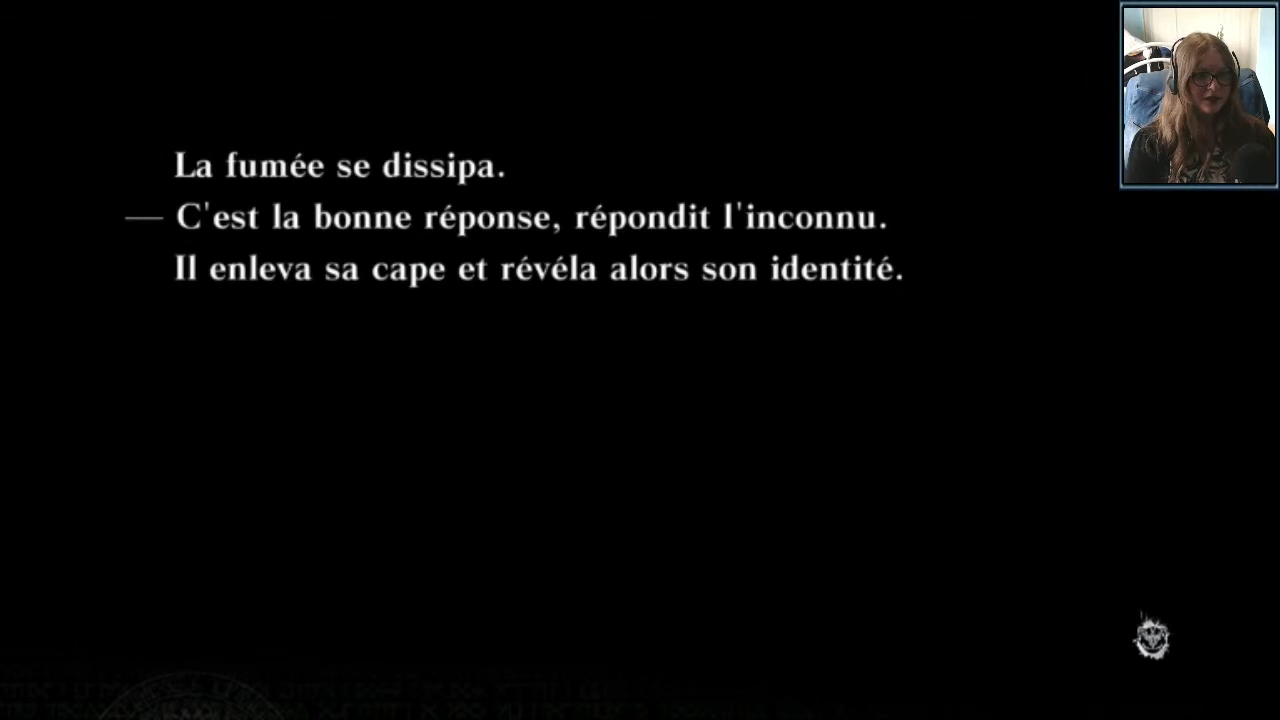 La fumée se dissipa.
— C'est la bonne réponse, répondit l'inconnu.
Il enleva sa cape et révéla alors son identité.